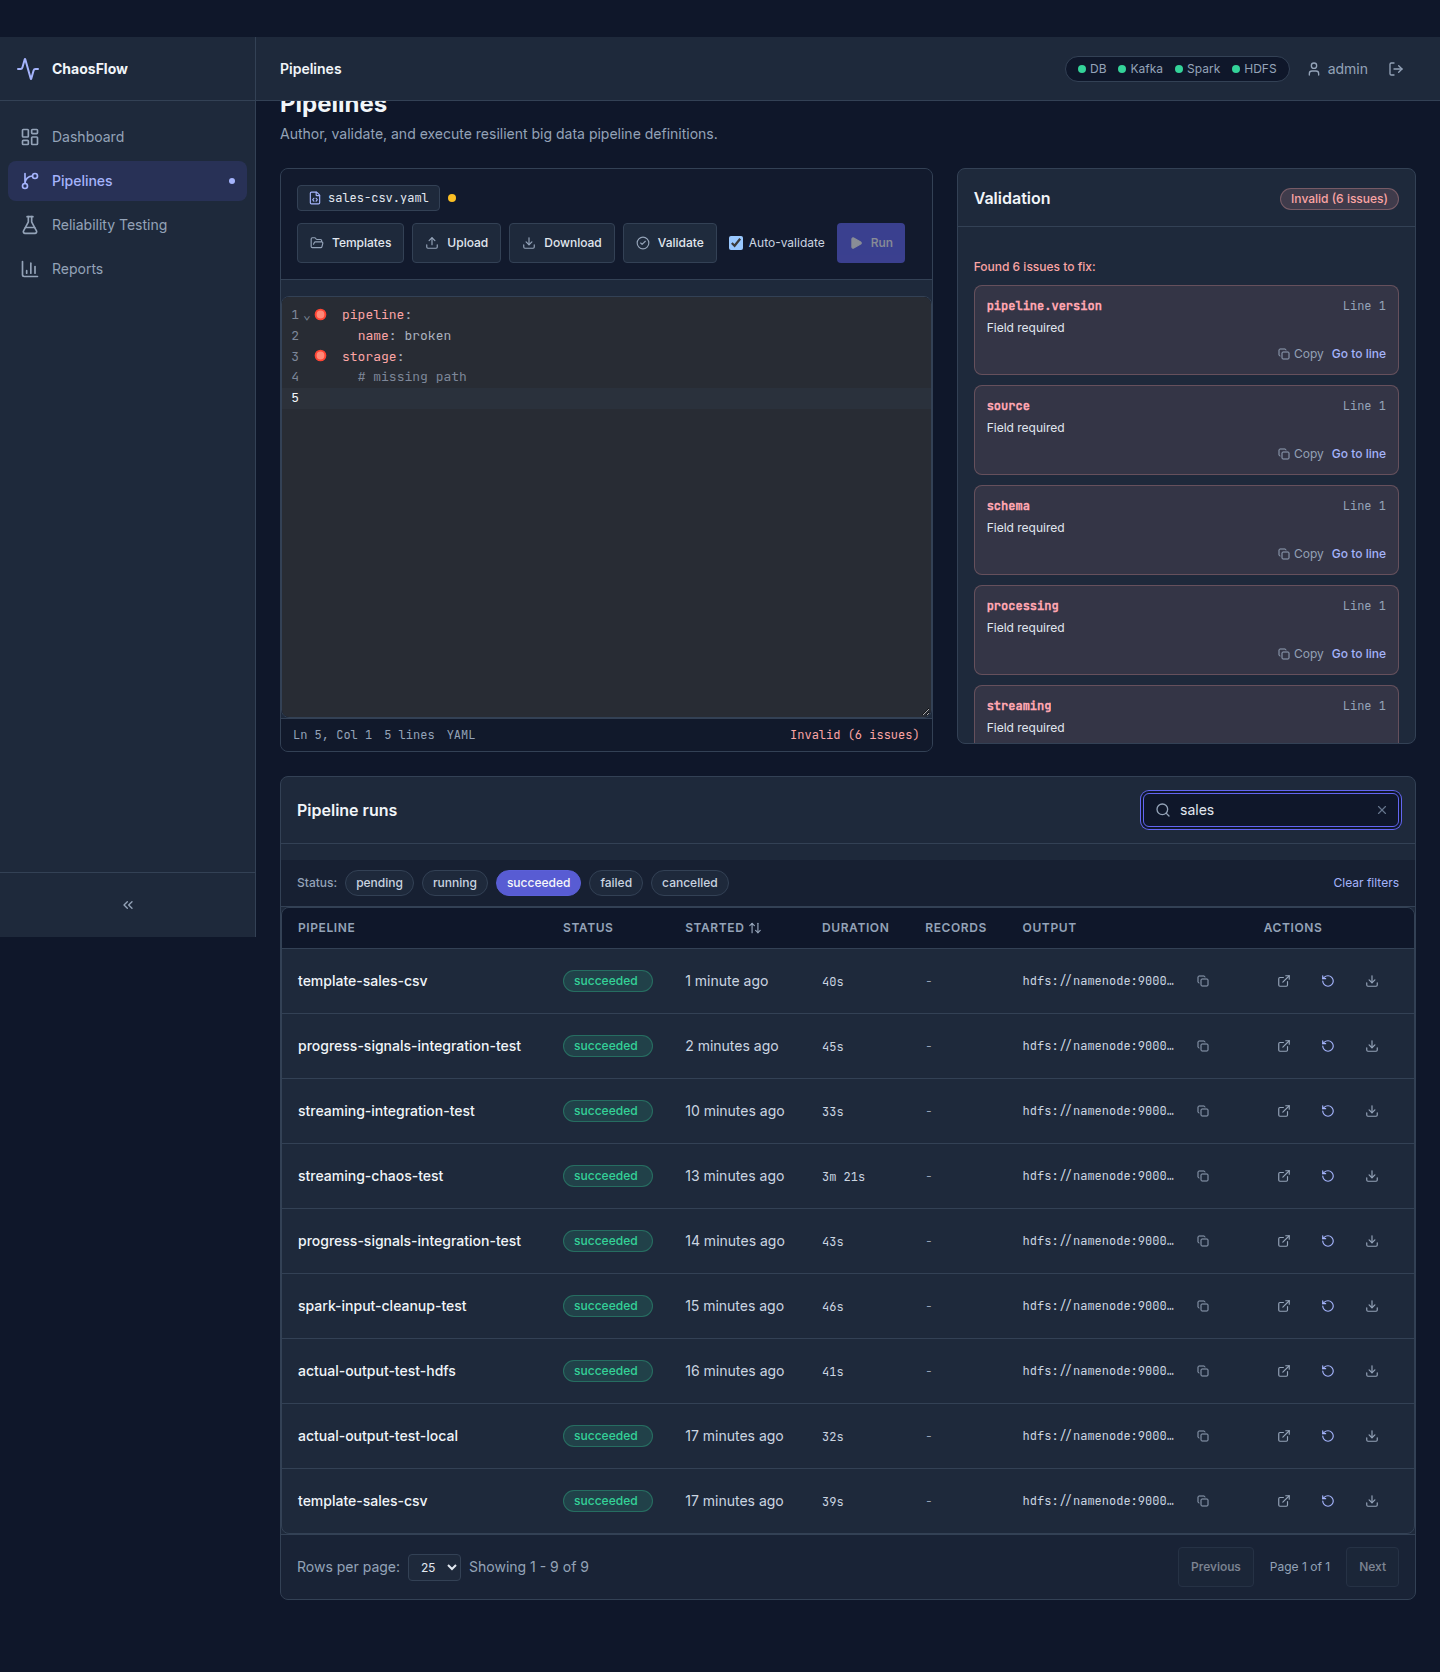 ChaosFlow
Pipelines
DB Kafka Spark HDFS
admin
Dashboard
Pipelines
Reliability Testing
Reports
Pipelines
Author, validate, and execute resilient big data pipeline definitions.
sales-csv.yaml
Templates Upload Download Validate Auto-validate Run
1 pipeline:
2 name: broken
3 storage:
4 # missing path
5
Ln 5, Col 1 5 lines YAML Invalid (6 issues)
Validation Invalid (6 issues)
Found 6 issues to fix:
pipeline.version Line 1
Field required
Copy Go to line
source Line 1
Field required
Copy Go to line
schema Line 1
Field required
Copy Go to line
processing Line 1
Field required
Copy Go to line
streaming Line 1
Field required
Pipeline runs sales
Status: pending running succeeded failed cancelled Clear filters
PIPELINE STATUS STARTED DURATION RECORDS OUTPUT ACTIONS
template-sales-csv succeeded 1 minute ago 40s - hdfs://namenode:9000…
progress-signals-integration-test succeeded 2 minutes ago 45s - hdfs://namenode:9000…
streaming-integration-test succeeded 10 minutes ago 33s - hdfs://namenode:9000…
streaming-chaos-test succeeded 13 minutes ago 3m 21s - hdfs://namenode:9000…
progress-signals-integration-test succeeded 14 minutes ago 43s - hdfs://namenode:9000…
spark-input-cleanup-test succeeded 15 minutes ago 46s - hdfs://namenode:9000…
actual-output-test-hdfs succeeded 16 minutes ago 41s - hdfs://namenode:9000…
actual-output-test-local succeeded 17 minutes ago 32s - hdfs://namenode:9000…
template-sales-csv succeeded 17 minutes ago 39s - hdfs://namenode:9000…
Rows per page: 25 Showing 1 - 9 of 9 Previous Page 1 of 1 Next